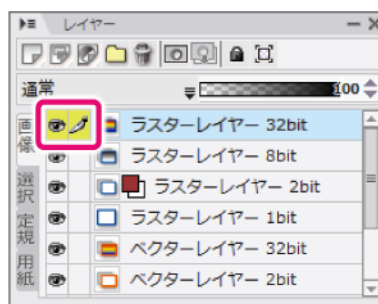 レイヤー
通常
100
画像
ラスターレイヤー 32bit
ラスターレイヤー 8bit
選択
ラスターレイヤー 2bit
定規
ラスターレイヤー 1bit
ベクターレイヤー 32bit
用紙
ベクターレイヤー 2bit